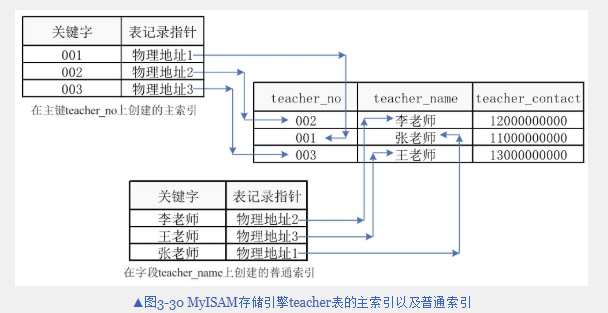 关键字 表记录指针
001 物理地址1
002 物理地址2
003 物理地址3
在主键teacher_no上创建的主索引
teacher_no teacher_name teacher_contact
002 李老师 12000000000
001 张老师 11000000000
003 王老师 13000000000
关键字 表记录指针
李老师 物理地址2
王老师 物理地址3
张老师 物理地址1
在字段teacher_name上创建的普通索引
▲图3-30 MyISAM存储引擎teacher表的主索引以及普通索引